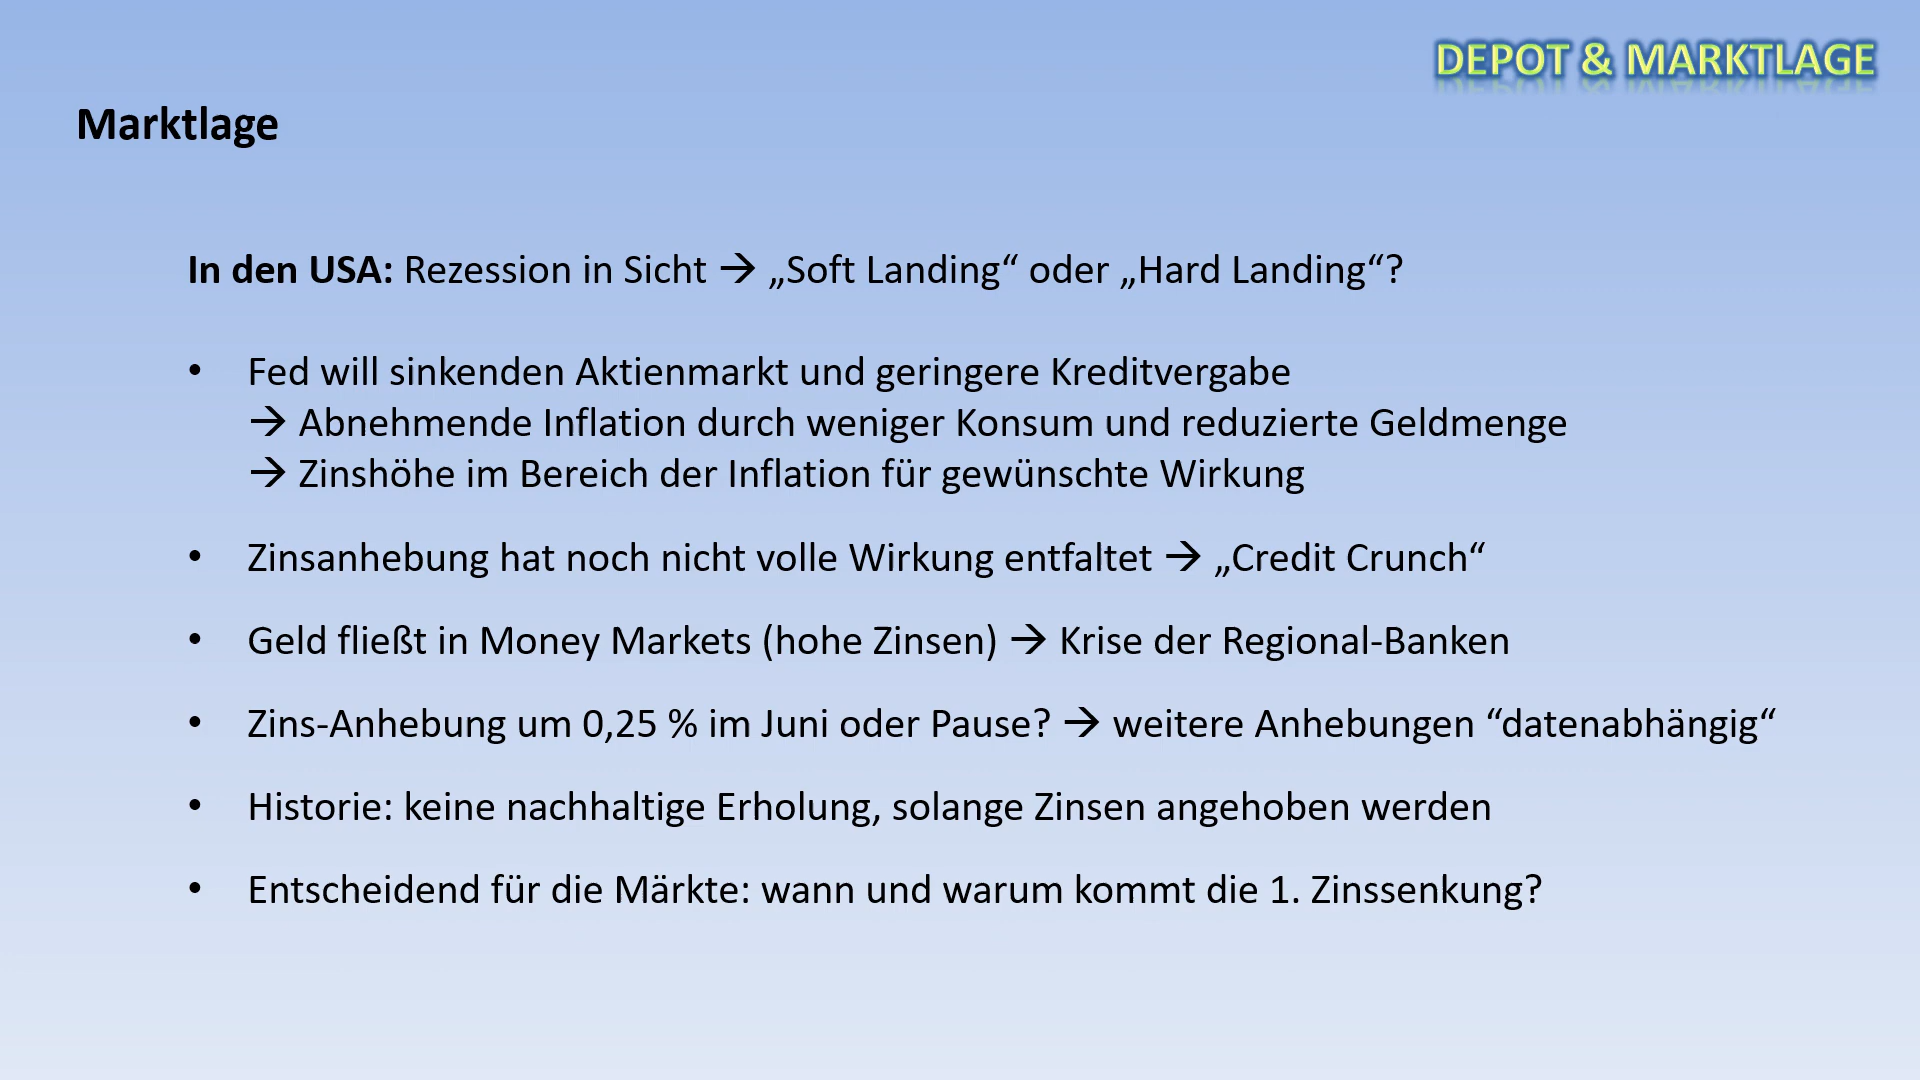 DEPOT & MARKTLAGE
Marktlage
In den USA: Rezession in Sicht → „Soft Landing“ oder „Hard Landing“?
• Fed will sinkenden Aktienmarkt und geringere Kreditvergabe
→ Abnehmende Inflation durch weniger Konsum und reduzierte Geldmenge
→ Zinshöhe im Bereich der Inflation für gewünschte Wirkung
• Zinsanhebung hat noch nicht volle Wirkung entfaltet → „Credit Crunch“
• Geld fließt in Money Markets (hohe Zinsen) → Krise der Regional-Banken
• Zins-Anhebung um 0,25 % im Juni oder Pause? → weitere Anhebungen “datenabhängig“
• Historie: keine nachhaltige Erholung, solange Zinsen angehoben werden
• Entscheidend für die Märkte: wann und warum kommt die 1. Zinssenkung?